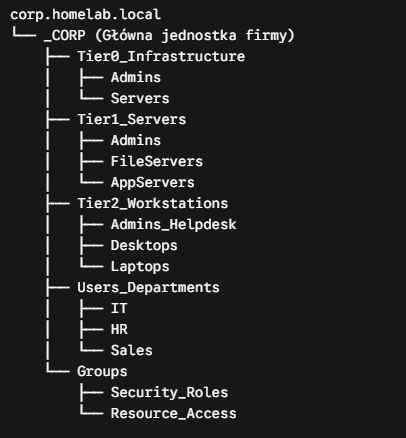 corp.homelab.local
└── _CORP (Główna jednostka firmy)
    ├── Tier0_Infrastructure
    │   ├── Admins
    │   └── Servers
    ├── Tier1_Servers
    │   ├── Admins
    │   ├── FileServers
    │   └── AppServers
    ├── Tier2_Workstations
    │   ├── Admins_Helpdesk
    │   ├── Desktops
    │   └── Laptops
    ├── Users_Departments
    │   ├── IT
    │   ├── HR
    │   └── Sales
    └── Groups
        ├── Security_Roles
        └── Resource_Access